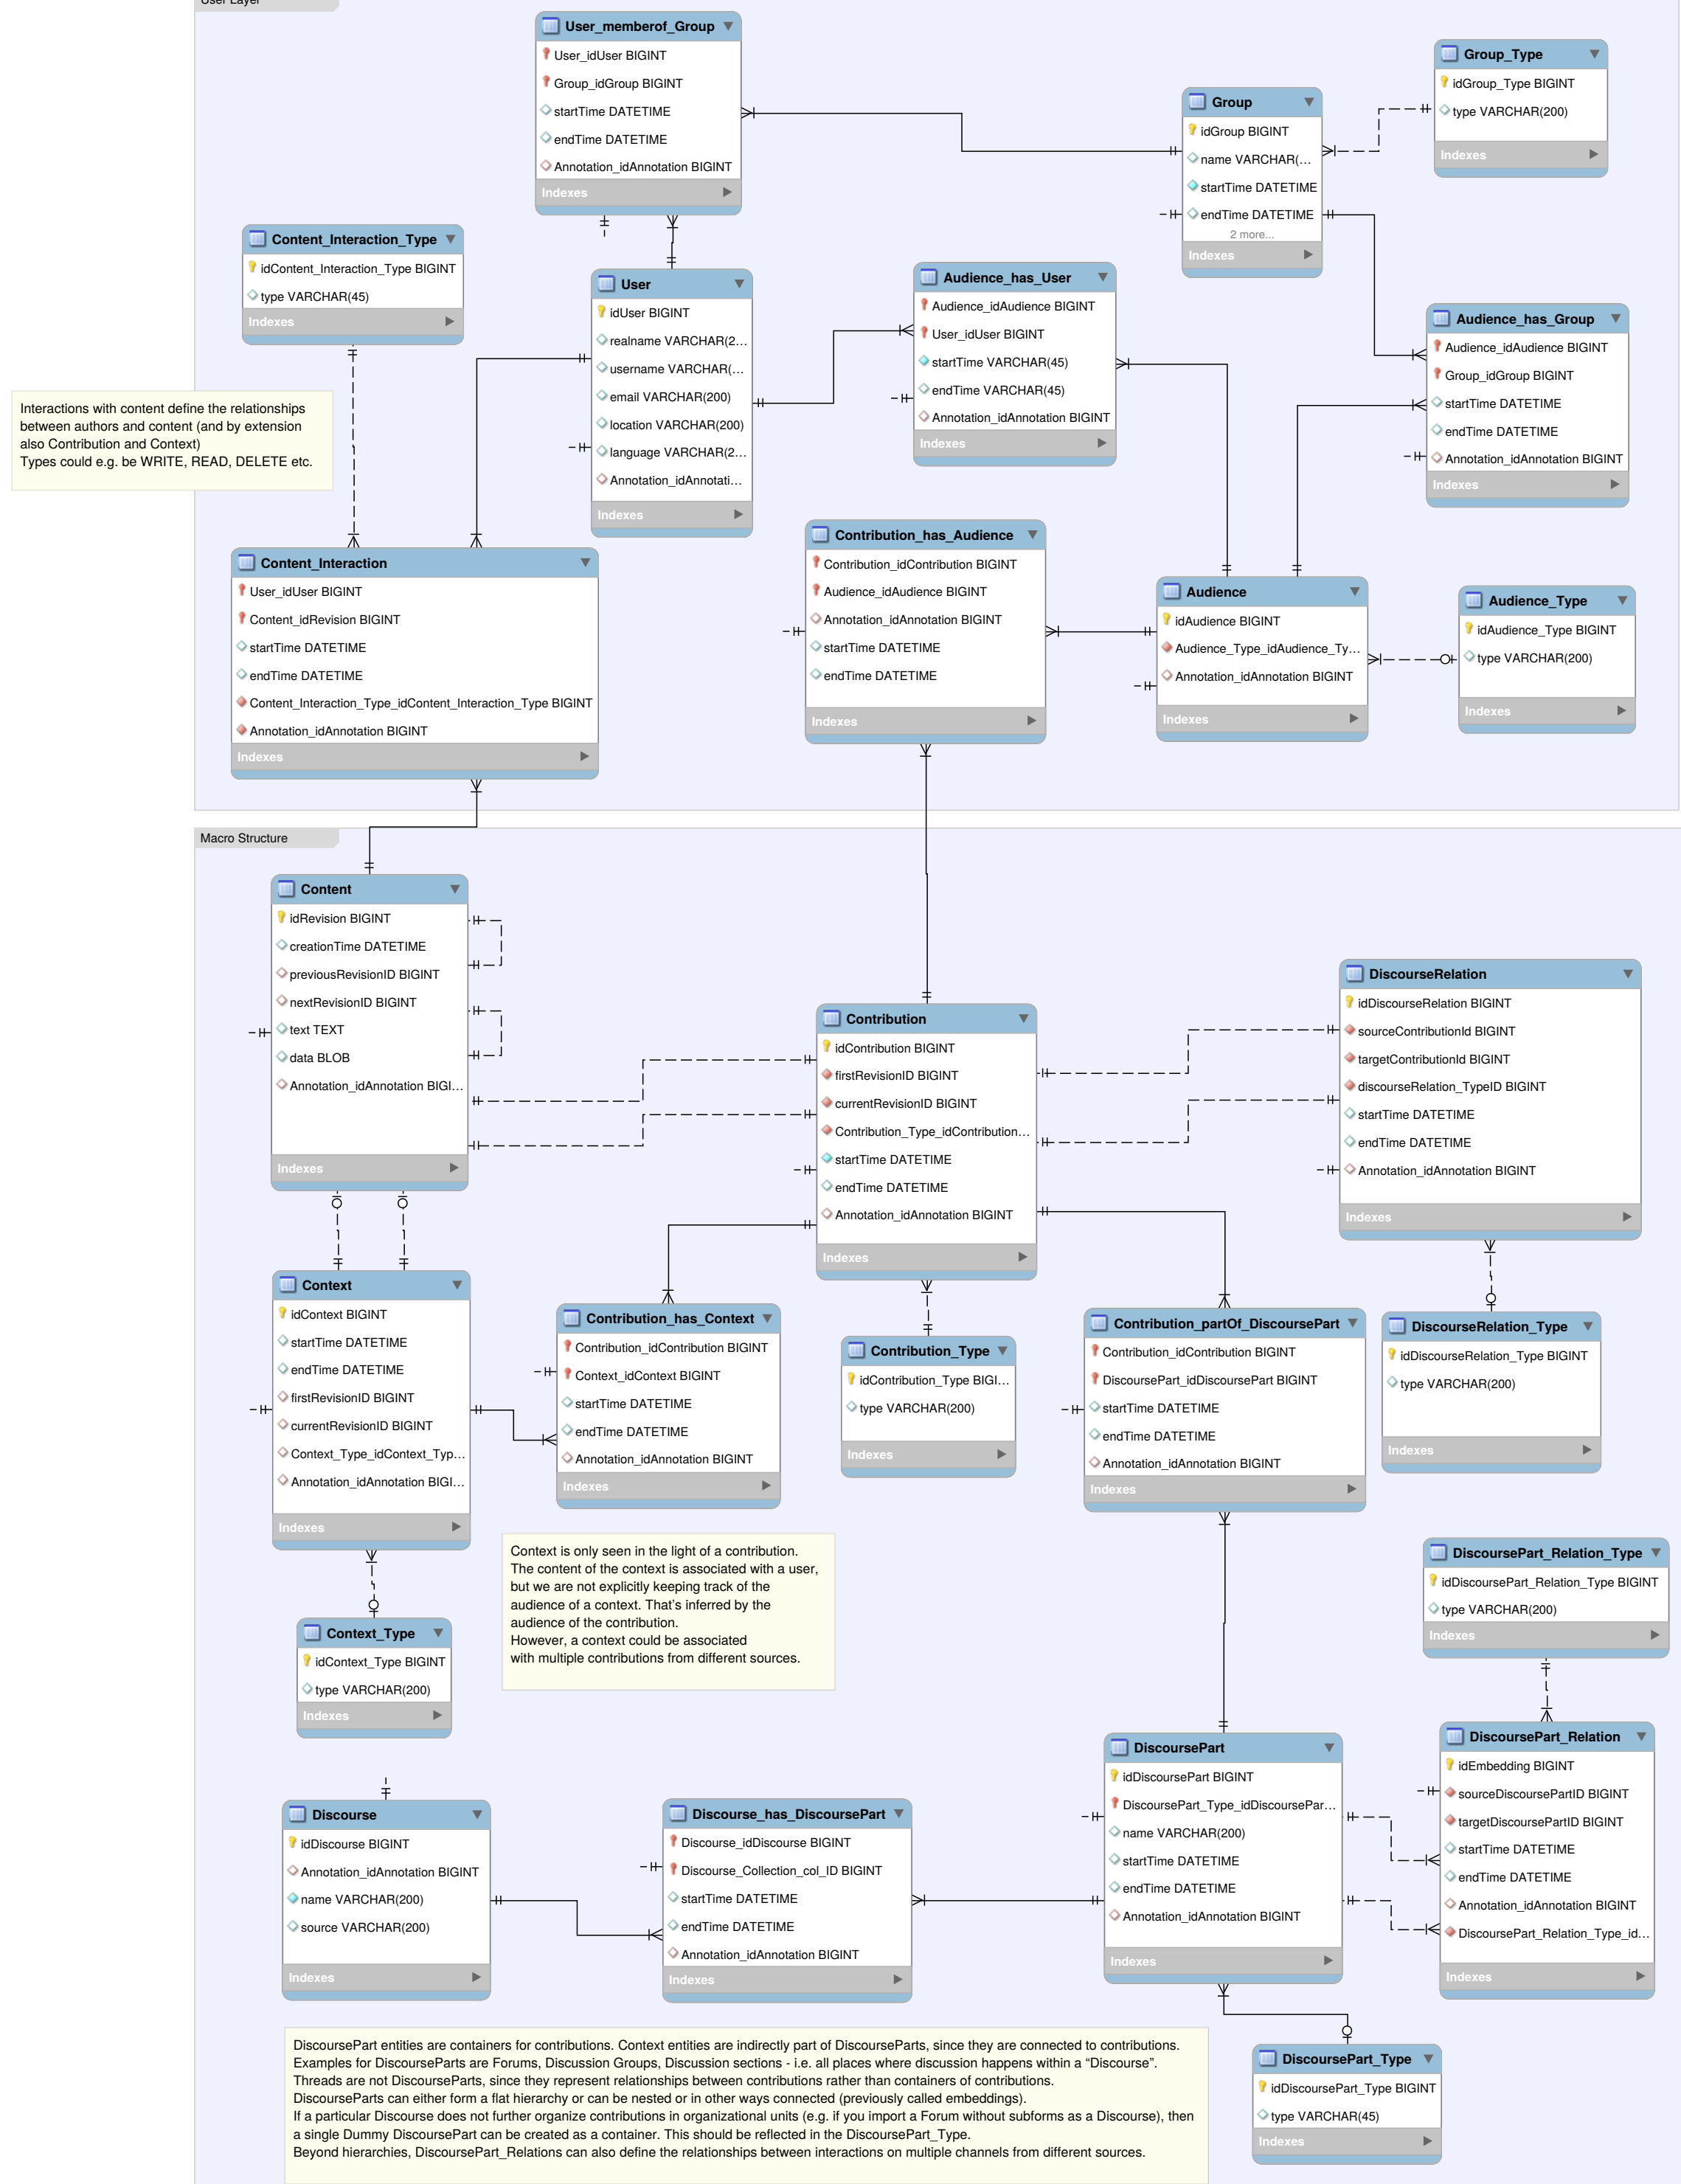 User Layer
User_memberof_Group
User_idUser BIGINT
Group_idGroup BIGINT
startTime DATETIME
endTime DATETIME
Annotation_idAnnotation BIGINT
Indexes
Group_Type
idGroup_Type BIGINT
type VARCHAR(200)
Indexes
Group
idGroup BIGINT
name VARCHAR(...
startTime DATETIME
endTime DATETIME
2 more...
Indexes
Content_Interaction_Type
idContent_Interaction_Type BIGINT
type VARCHAR(45)
Indexes
User
idUser BIGINT
realname VARCHAR(2...
username VARCHAR(...
email VARCHAR(200)
location VARCHAR(200)
language VARCHAR(2...
Annotation_idAnnotati...
Indexes
Audience_has_User
Audience_idAudience BIGINT
User_idUser BIGINT
startTime VARCHAR(45)
endTime VARCHAR(45)
Annotation_idAnnotation BIGINT
Indexes
Audience_has_Group
Audience_idAudience BIGINT
Group_idGroup BIGINT
startTime DATETIME
endTime DATETIME
Annotation_idAnnotation BIGINT
Indexes
Interactions with content define the relationships
between authors and content (and by extension
also Contribution and Context)
Types could e.g. be WRITE, READ, DELETE etc.
Content_Interaction
User_idUser BIGINT
Content_idRevision BIGINT
startTime DATETIME
endTime DATETIME
Content_Interaction_Type_idContent_Interaction_Type BIGINT
Annotation_idAnnotation BIGINT
Indexes
Contribution_has_Audience
Contribution_idContribution BIGINT
Audience_idAudience BIGINT
Annotation_idAnnotation BIGINT
startTime DATETIME
endTime DATETIME
Indexes
Audience
idAudience BIGINT
Audience_Type_idAudience_Ty...
Annotation_idAnnotation BIGINT
Indexes
Audience_Type
idAudience_Type BIGINT
type VARCHAR(200)
Indexes
Macro Structure
Content
idRevision BIGINT
creationTime DATETIME
previousRevisionID BIGINT
nextRevisionID BIGINT
text TEXT
data BLOB
Annotation_idAnnotation BIGI...
Indexes
Contribution
idContribution BIGINT
firstRevisionID BIGINT
currentRevisionID BIGINT
Contribution_Type_idContribution...
startTime DATETIME
endTime DATETIME
Annotation_idAnnotation BIGINT
Indexes
DiscourseRelation
idDiscourseRelation BIGINT
sourceContributionId BIGINT
targetContributionId BIGINT
discourseRelation_TypeID BIGINT
startTime DATETIME
endTime DATETIME
Annotation_idAnnotation BIGINT
Indexes
Context
idContext BIGINT
startTime DATETIME
endTime DATETIME
firstRevisionID BIGINT
currentRevisionID BIGINT
Context_Type_idContext_Typ...
Annotation_idAnnotation BIGI...
Indexes
Contribution_has_Context
Contribution_idContribution BIGINT
Context_idContext BIGINT
startTime DATETIME
endTime DATETIME
Annotation_idAnnotation BIGINT
Indexes
Contribution_Type
idContribution_Type BIGI...
type VARCHAR(200)
Indexes
Contribution_partOf_DiscoursePart
Contribution_idContribution BIGINT
DiscoursePart_idDiscoursePart BIGINT
startTime DATETIME
endTime DATETIME
Annotation_idAnnotation BIGINT
Indexes
DiscourseRelation_Type
idDiscourseRelation_Type BIGINT
type VARCHAR(200)
Indexes
Context is only seen in the light of a contribution.
The content of the context is associated with a user,
but we are not explicitly keeping track of the
audience of a context. That's inferred by the
audience of the contribution.
However, a context could be associated
with multiple contributions from different sources.
DiscoursePart_Relation_Type
idDiscoursePart_Relation_Type BIGINT
type VARCHAR(200)
Indexes
Context_Type
idContext_Type BIGINT
type VARCHAR(200)
Indexes
DiscoursePart
idDiscoursePart BIGINT
DiscoursePart_Type_idDiscoursePar...
name VARCHAR(200)
startTime DATETIME
endTime DATETIME
Annotation_idAnnotation BIGINT
Indexes
DiscoursePart_Relation
idEmbedding BIGINT
sourceDiscoursePartID BIGINT
targetDiscoursePartID BIGINT
startTime DATETIME
endTime DATETIME
Annotation_idAnnotation BIGINT
DiscoursePart_Relation_Type_id...
Indexes
Discourse
idDiscourse BIGINT
Annotation_idAnnotation BIGINT
name VARCHAR(200)
source VARCHAR(200)
Indexes
Discourse_has_DiscoursePart
Discourse_idDiscourse BIGINT
Discourse_Collection_col_ID BIGINT
startTime DATETIME
endTime DATETIME
Annotation_idAnnotation BIGINT
Indexes
DiscoursePart entities are containers for contributions. Context entities are indirectly part of DiscourseParts, since they are connected to contributions.
Examples for DiscourseParts are Forums, Discussion Groups, Discussion sections - i.e. all places where discussion happens within a “Discourse”.
Threads are not DiscourseParts, since they represent relationships between contributions rather than containers of contributions.
DiscourseParts can either form a flat hierarchy or can be nested or in other ways connected (previously called embeddings).
If a particular Discourse does not further organize contributions in organizational units (e.g. if you import a Forum without subforms as a Discourse), then
a single Dummy DiscoursePart can be created as a container. This should be reflected in the DiscoursePart_Type.
Beyond hierarchies, DiscoursePart_Relations can also define the relationships between interactions on multiple channels from different sources.
DiscoursePart_Type
idDiscoursePart_Type BIGINT
type VARCHAR(45)
Indexes